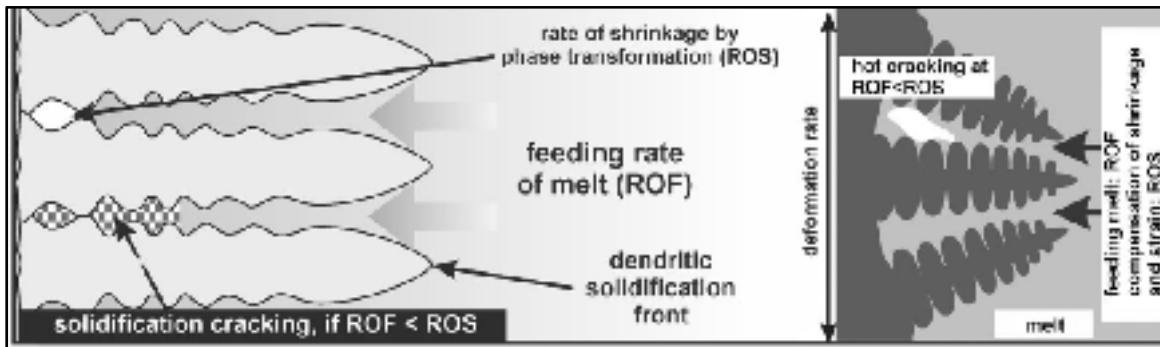 rate of shrinkage by
phase transformation (ROS)
feeding rate
of melt (ROF)
dendritic
solidification
front
solidification cracking, if ROF < ROS
deformation rate
hot cracking at
ROF<ROS
melt
feeding melt: ROF
compensation of shrinkage
and strain: ROS